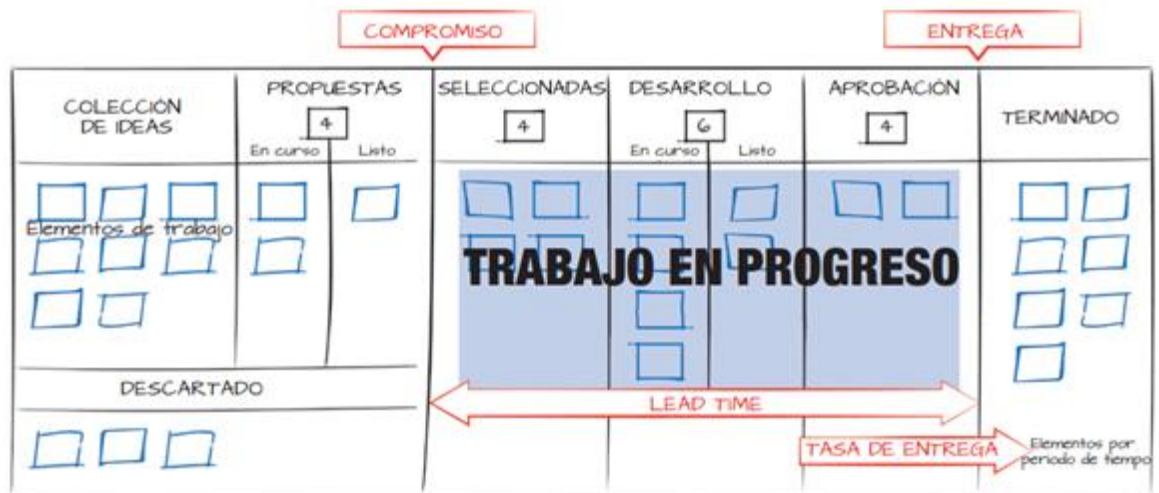 COMPROMISO
ENTREGA
COLECCIÓN
DE IDEAS
PROPUESTAS
4
En curso
Listo
SELECCIONADAS
4
DESARROLLO
6
En curso
Listo
APROBACIÓN
4
TERMINADO
Elementos de trabajo
TRABAJO EN PROGRESO
DESCARTADO
LEAD TIME
TASA DE ENTREGA
Elementos por
periodo de tiempo